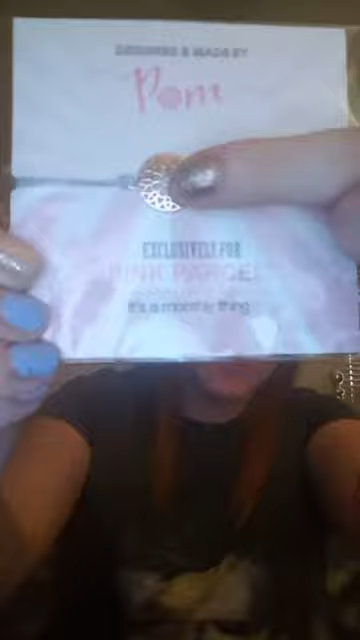 DESIGNED & MADE BY
Pom
EXCLUSIVELY FOR
PINK PARCEL
It's a monthly thing